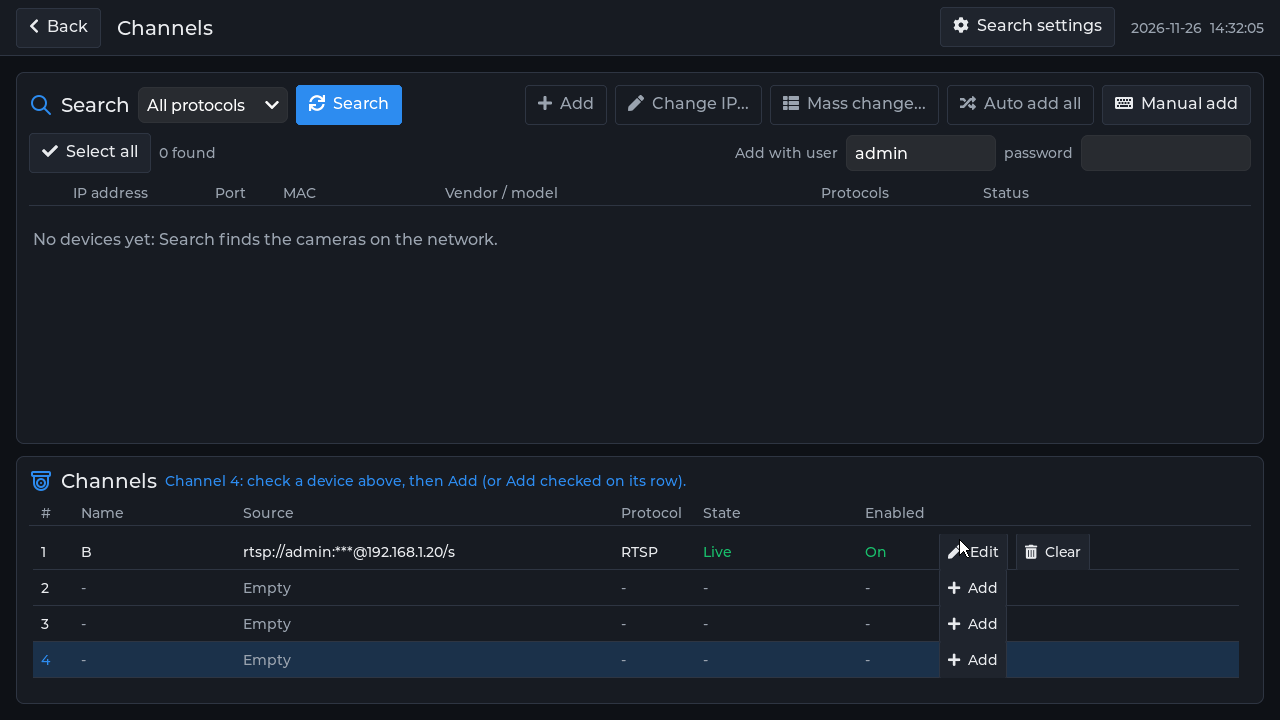 Back Channels Search settings 2026-11-26 14:32:05
Search All protocols Search Add Change IP... Mass change... Auto add all Manual add
Select all 0 found Add with user admin password
IP address Port MAC Vendor / model Protocols Status
No devices yet: Search finds the cameras on the network.
Channels Channel 4: check a device above, then Add (or Add checked on its row).
# Name Source Protocol State Enabled
1 B rtsp://admin:***@192.168.1.20/s RTSP Live On Edit Clear
2 - Empty - - - Add
3 - Empty - - - Add
4 - Empty - - - Add